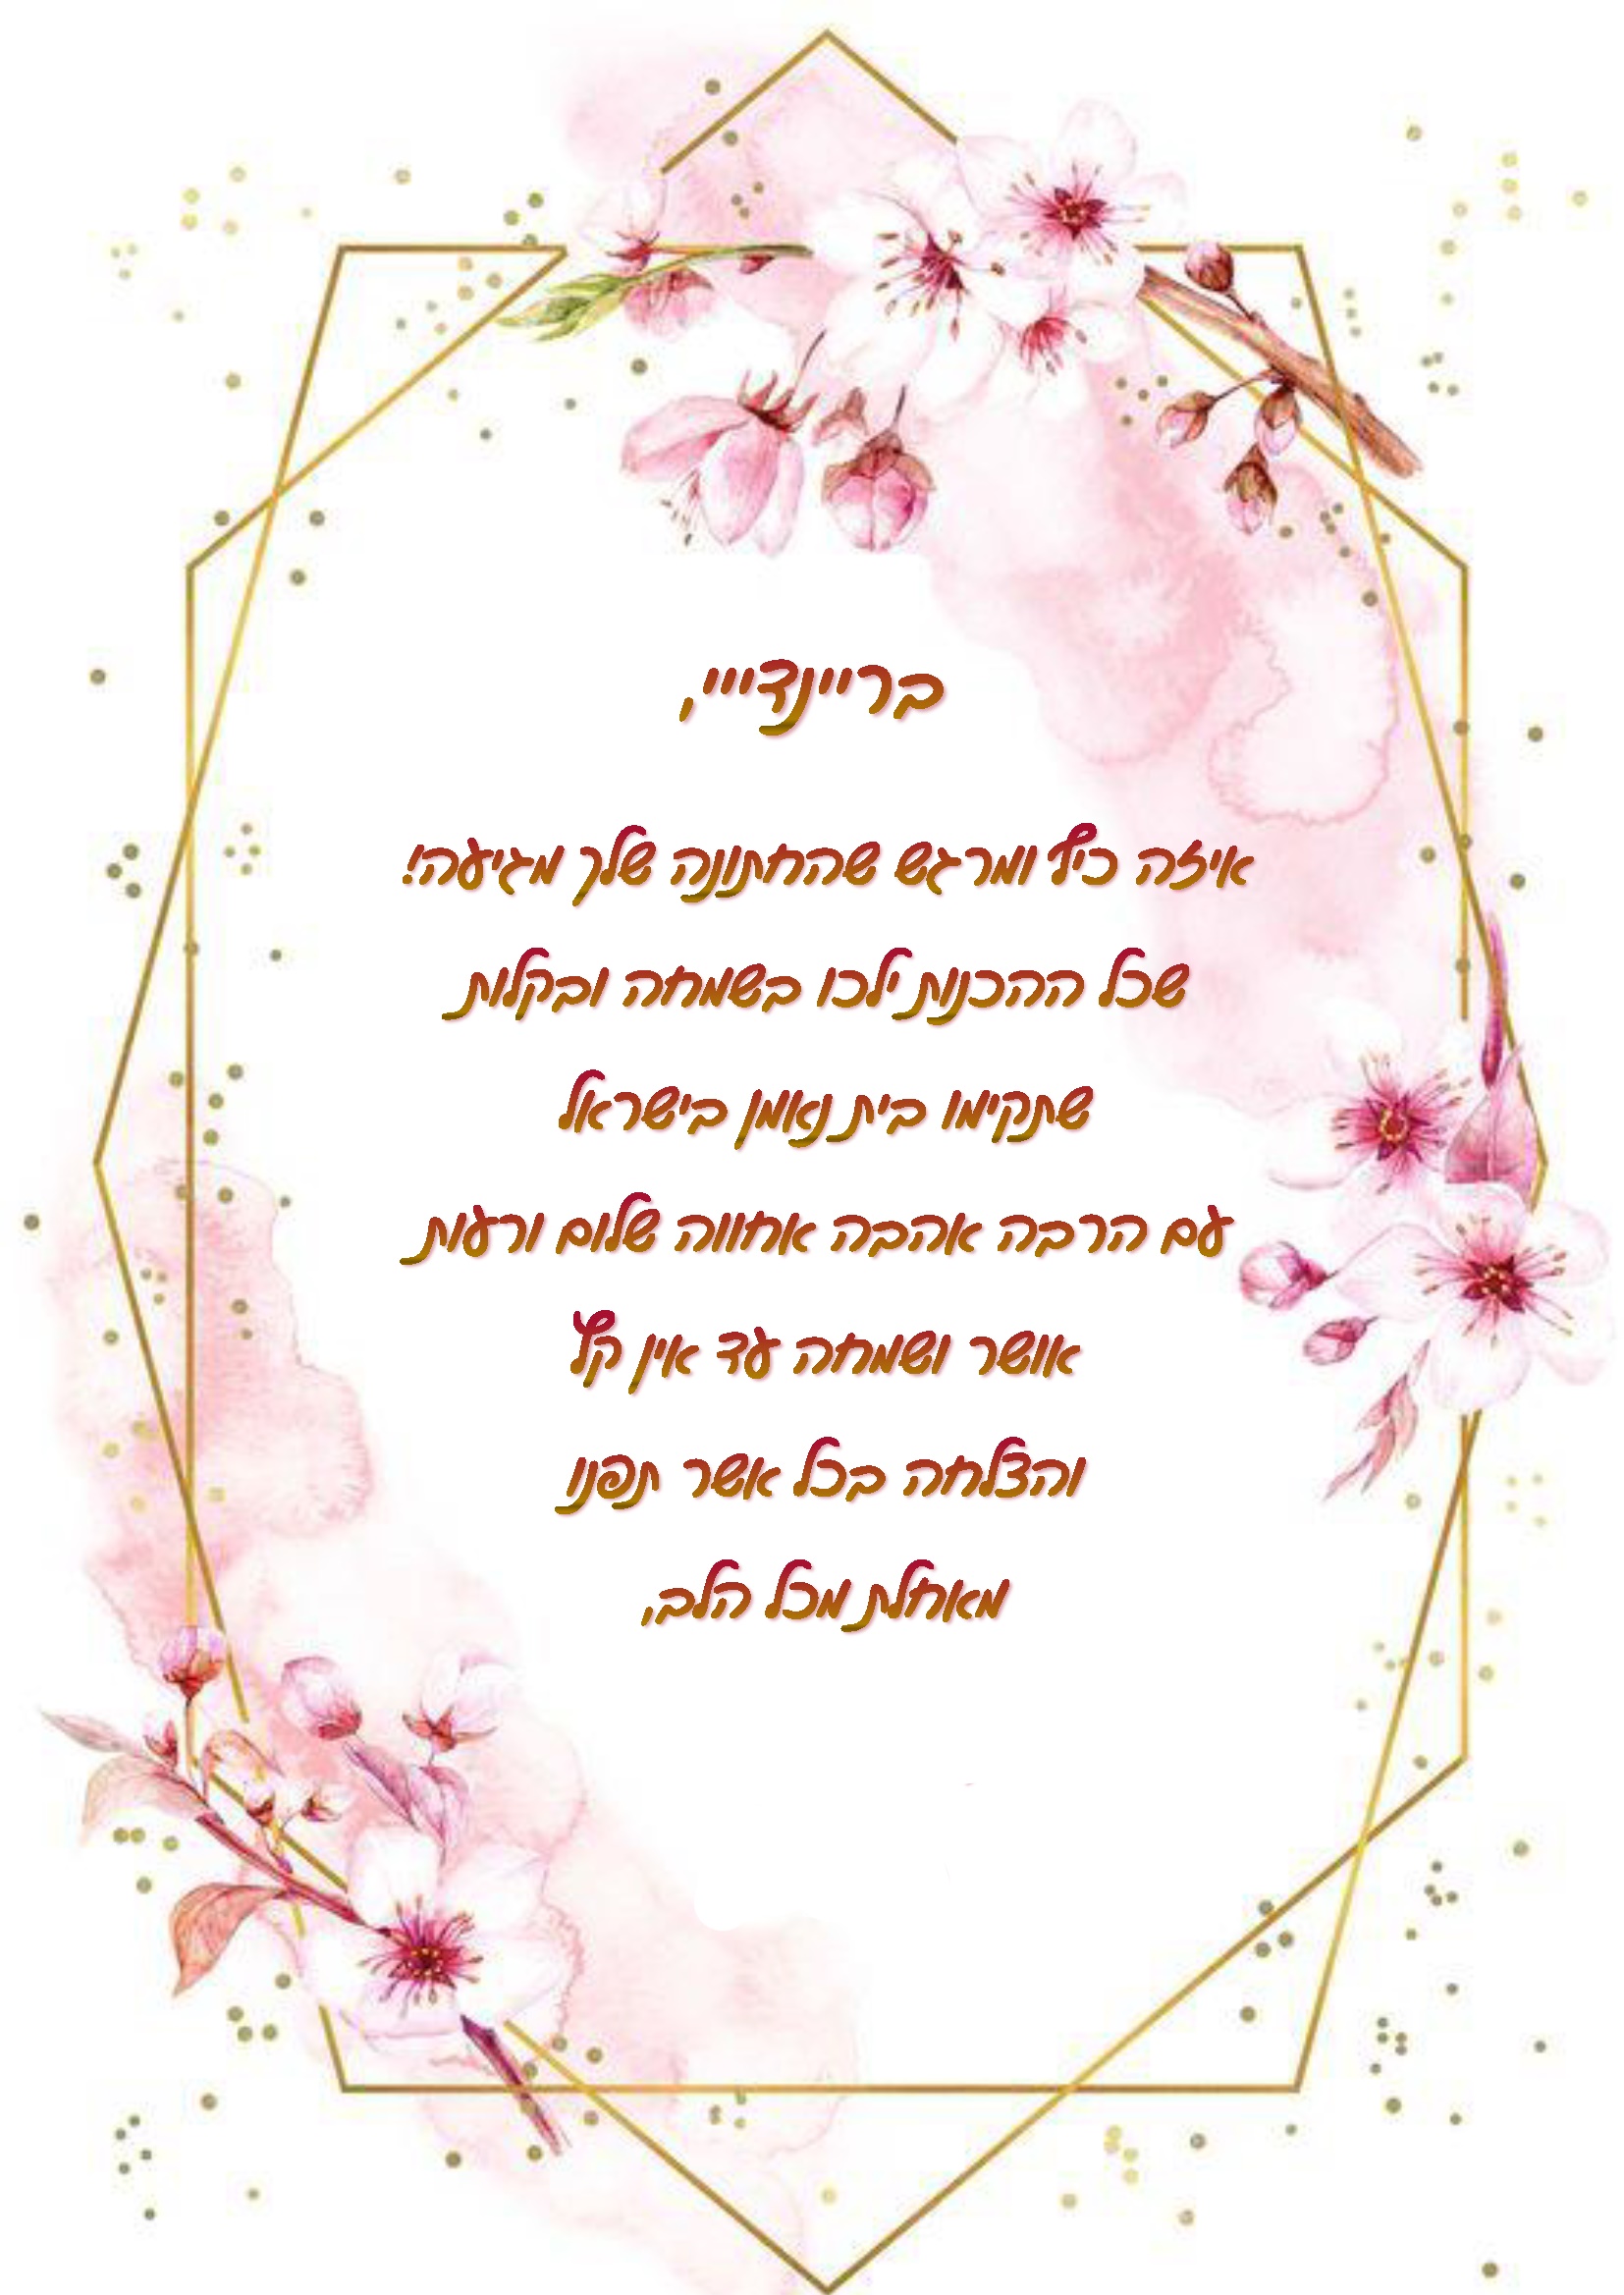 בריינדייי,
איזה כיף ומרגש שהחתונה שלך מגיעה!
שכל ההכנות ילכו בשמחה ובקלות
שתקימו בית נאמן בישראל
עם הרבה אהבה אחווה שלום ורעות
אושר ושמחה עד אין קץ
והצלחה בכל אשר תפנו
מאחלת מכל הלב,